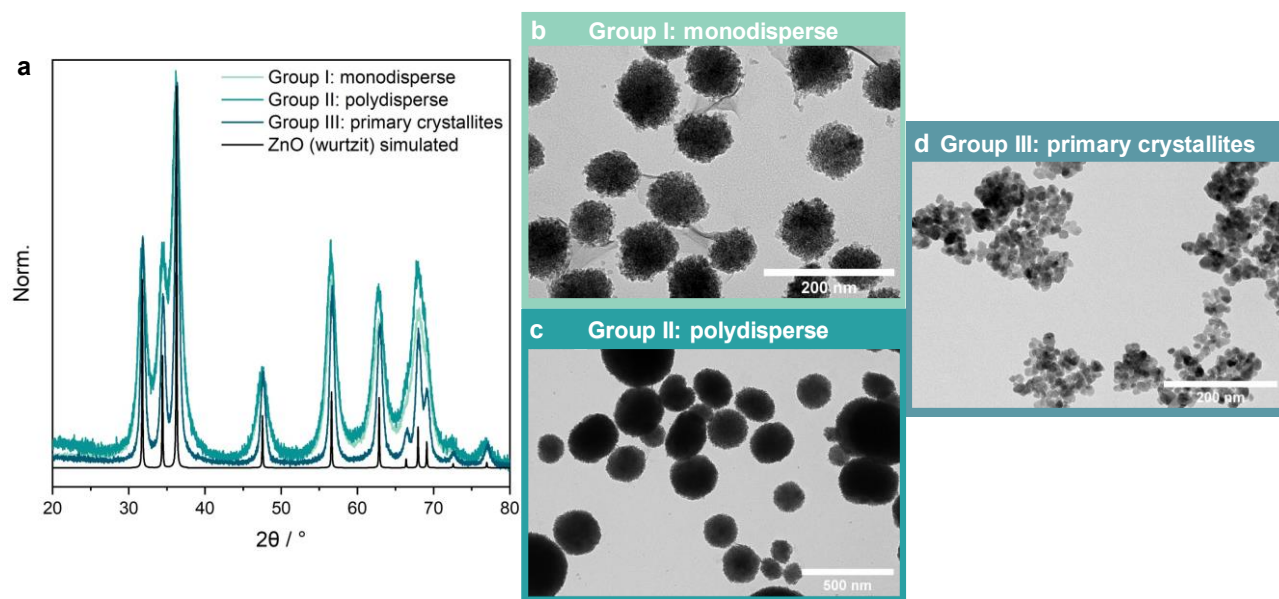 a
Norm.
Group I: monodisperse
Group II: polydisperse
Group III: primary crystallites
ZnO (wurtzit) simulated
20 30 40 50 60 70 80
2θ / °
b Group I: monodisperse
200 nm
c Group II: polydisperse
500 nm
d Group III: primary crystallites
200 nm